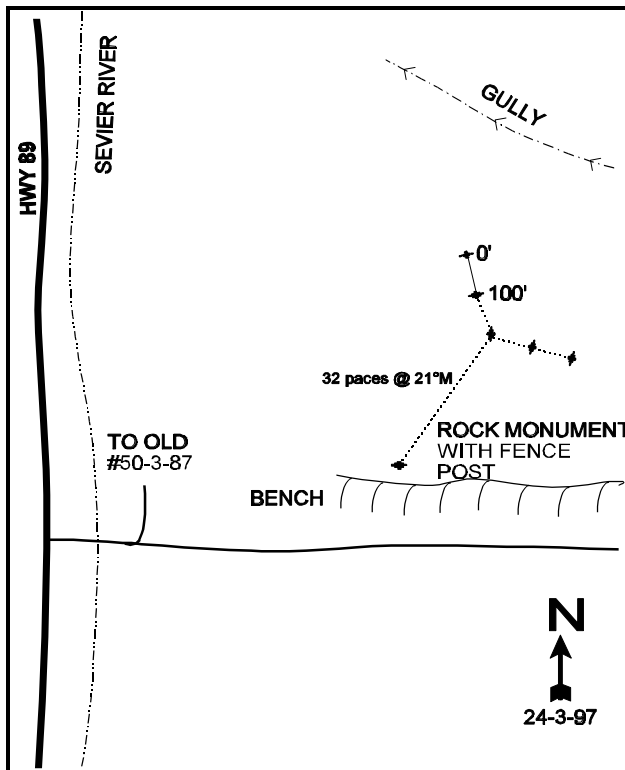 SEVIER RIVER
HWY 89
GULLY
0'
100'
32 paces @ 21°M
ROCK MONUMENT
WITH FENCE
POST
TO OLD
#50-3-87
BENCH
N
24-3-97